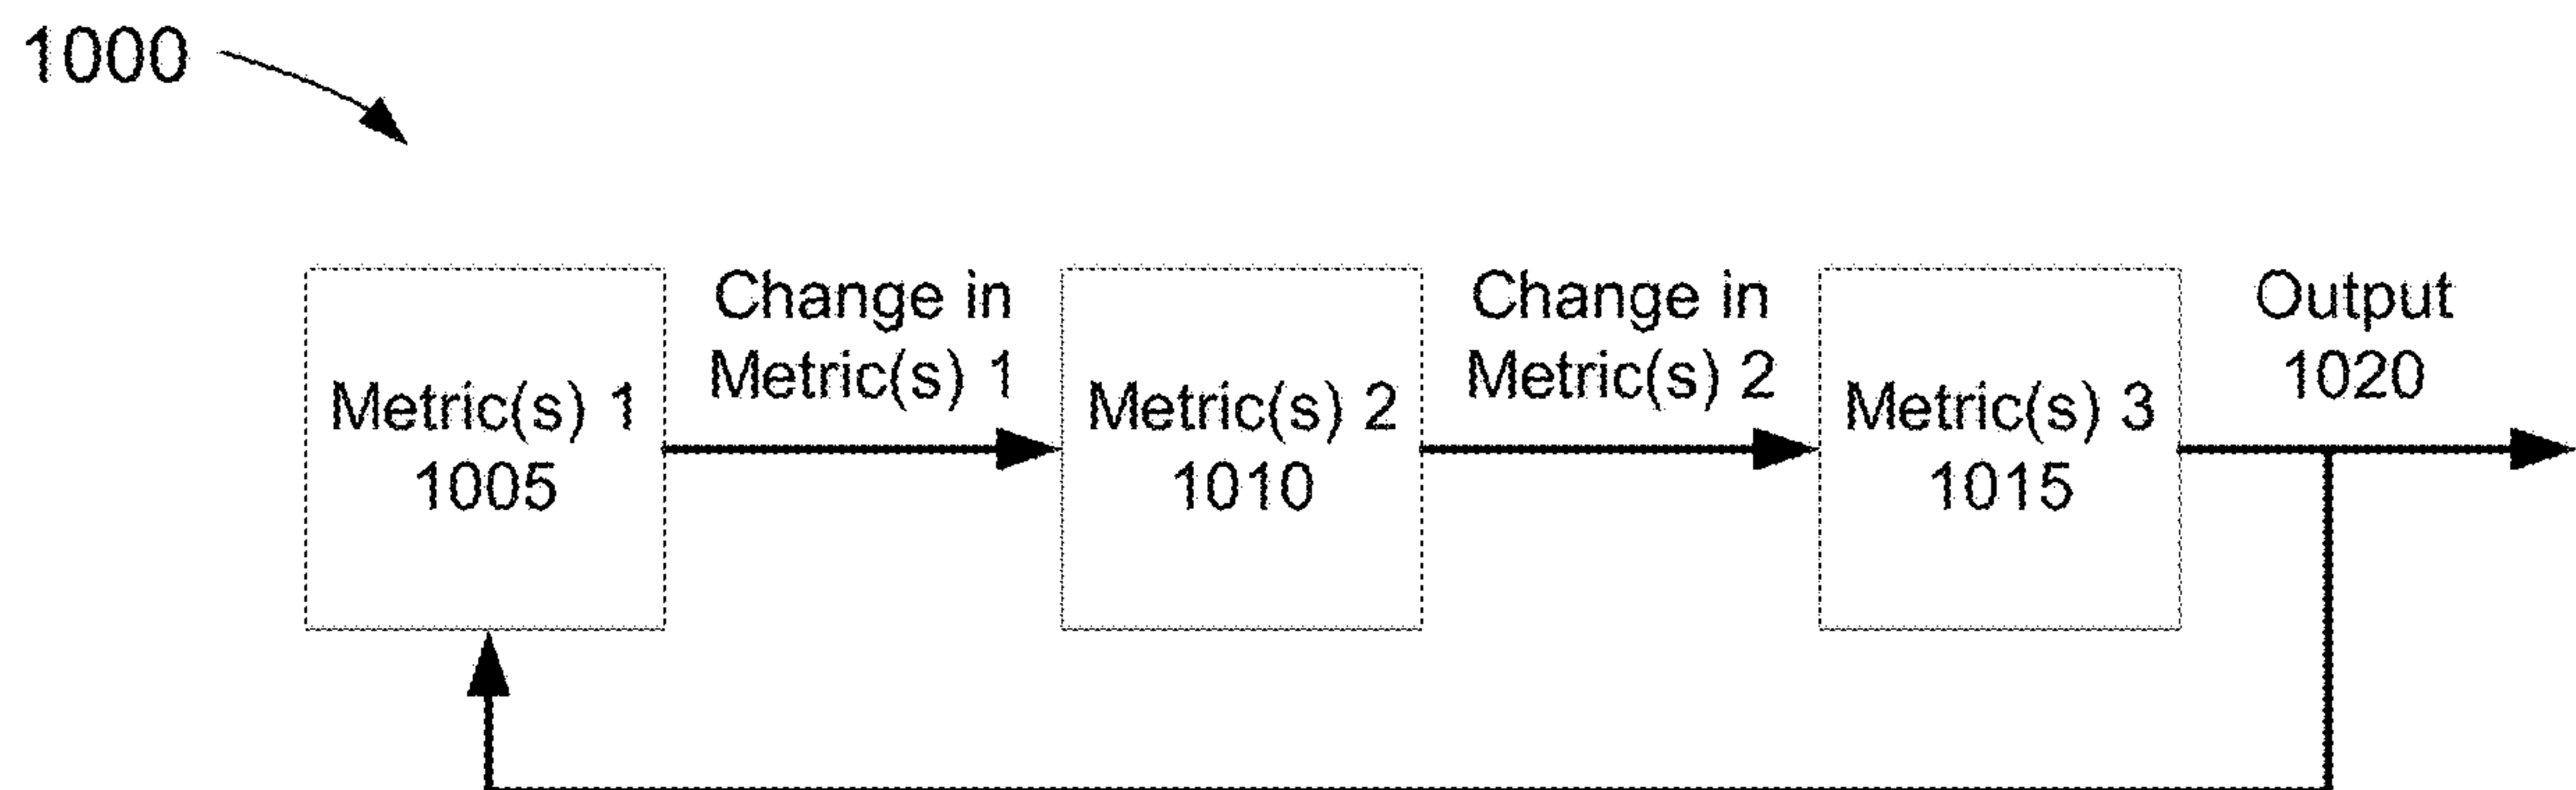 1000
Change in
Metric(s) 1
Change in
Metric(s) 2
Output
1020
Metric(s) 1
1005
Metric(s) 2
1010
Metric(s) 3
1015